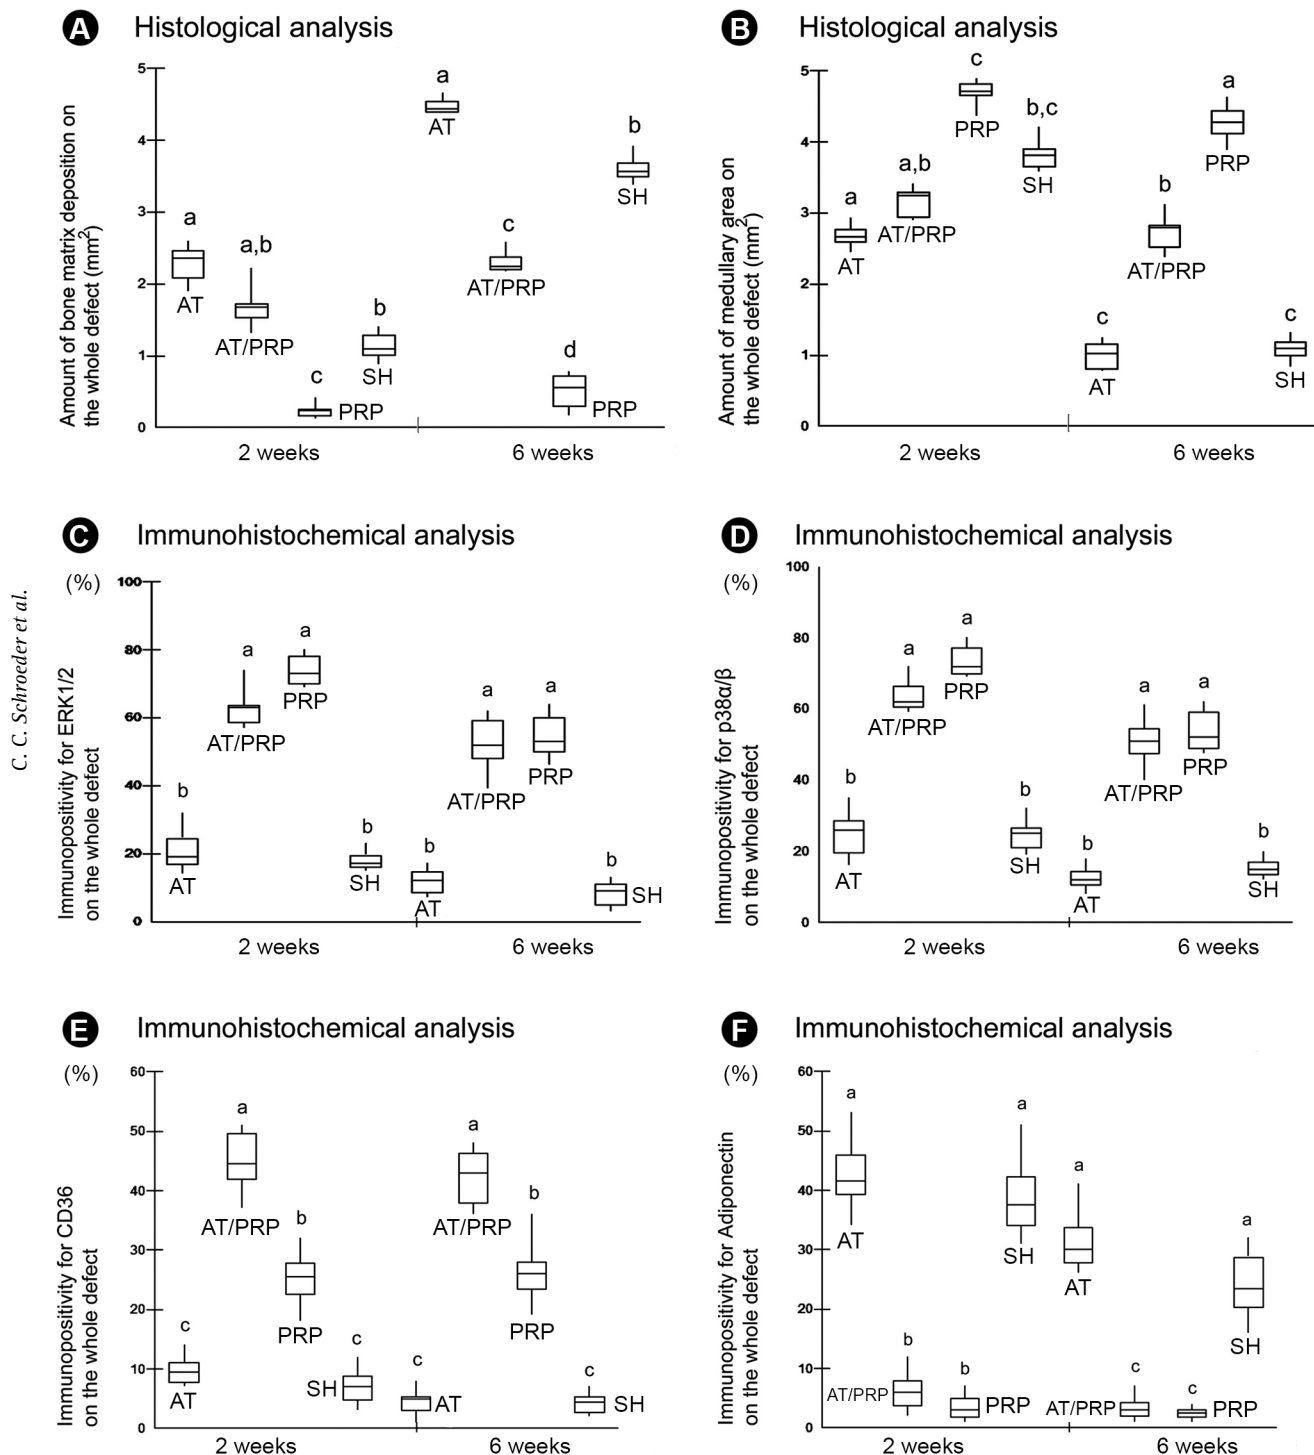 A Histological analysis
Amount of bone matrix deposition on
the whole defect (mm²)
5
4
3
2
1
0
a
AT
a,b
AT/PRP
c
PRP
b
SH
a
AT
c
AT/PRP
d
PRP
b
SH
2 weeks
6 weeks
B Histological analysis
Amount of medullary area on
the whole defect (mm²)
5
4
3
2
1
0
a
AT
a,b
AT/PRP
c
PRP
b,c
SH
c
AT
b
AT/PRP
a
PRP
c
SH
2 weeks
6 weeks
C. C. Schroeder et al.
C Immunohistochemical analysis
(%)
Immunopositivity for ERK1/2
on the whole defect
100
80
60
40
20
0
b
AT
a
AT/PRP
a
PRP
b
SH
b
AT
a
AT/PRP
a
PRP
b
SH
2 weeks
6 weeks
D Immunohistochemical analysis
(%)
Immunopositivity for p38α/β
on the whole defect
100
80
60
40
20
0
b
AT
a
AT/PRP
a
PRP
b
SH
b
AT
a
AT/PRP
a
PRP
b
SH
2 weeks
6 weeks
E Immunohistochemical analysis
(%)
Immunopositivity for CD36
on the whole defect
60
50
40
30
20
10
0
c
AT
a
AT/PRP
b
PRP
c
SH
c
AT
a
AT/PRP
b
PRP
c
SH
2 weeks
6 weeks
F Immunohistochemical analysis
(%)
Immunopositivity for Adiponectin
on the whole defect
60
50
40
30
20
10
0
a
AT
b
AT/PRP
b
PRP
a
SH
a
AT
c
AT/PRP
c
PRP
a
SH
2 weeks
6 weeks